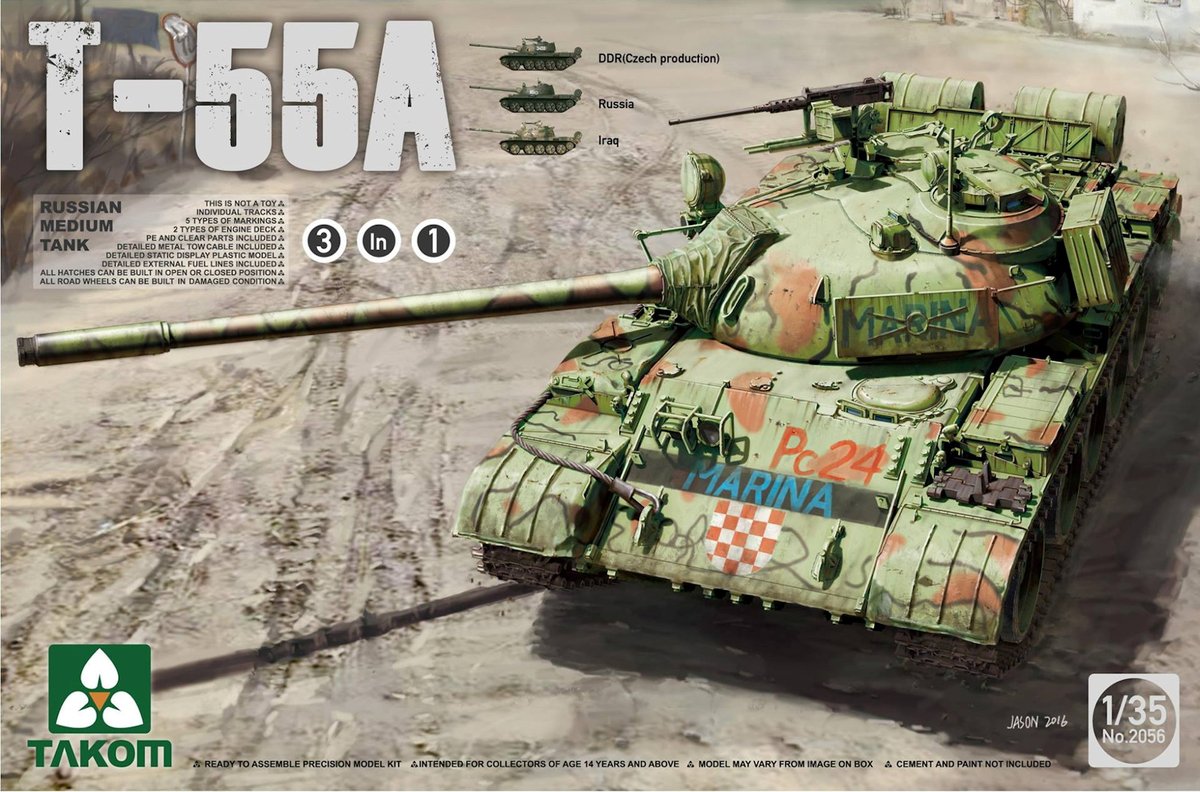 T-55A
DDR(Czech production)
Russia
Iraq
RUSSIAN
MEDIUM
TANK
THIS IS NOT A TOY
INDIVIDUAL TRACKS
5 TYPES OF MARKINGS
2 TYPES OF ENGINE DECK
PE AND CLEAR PARTS INCLUDED
DETAILED METAL TOW CABLE INCLUDED
DETAILED STATIC DISPLAY PLASTIC MODEL
DETAILED EXTERNAL FUEL LINES INCLUDED
ALL HATCHES CAN BE BUILT IN OPEN OR CLOSED POSITION
ALL ROAD WHEELS CAN BE BUILT IN DAMAGED CONDITION
3 In 1
MARINA
Pc24
MARINA
TAKOM
JASON 2016
1/35
No.2056
READY TO ASSEMBLE PRECISION MODEL KIT INTENDED FOR COLLECTORS OF AGE 14 YEARS AND ABOVE MODEL MAY VARY FROM IMAGE ON BOX CEMENT AND PAINT NOT INCLUDED